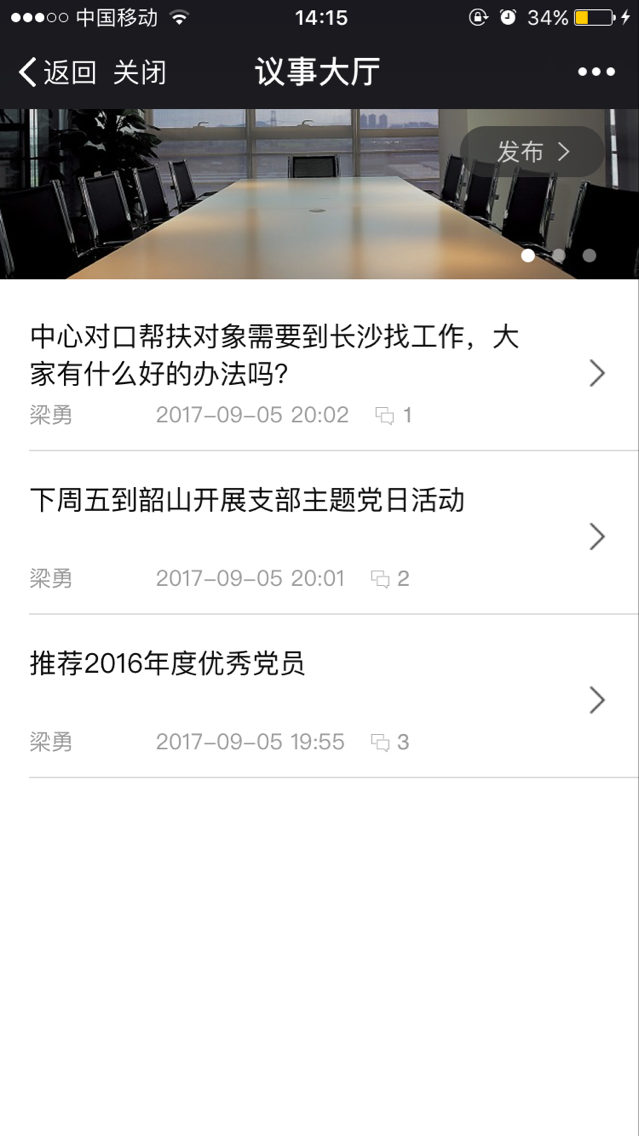 中国移动 14:15 34%
返回 关闭 议事大厅
发布
中心对口帮扶对象需要到长沙找工作，大
家有什么好的办法吗？
梁勇 2017-09-05 20:02 1
下周五到韶山开展支部主题党日活动
梁勇 2017-09-05 20:01 2
推荐2016年度优秀党员
梁勇 2017-09-05 19:55 3